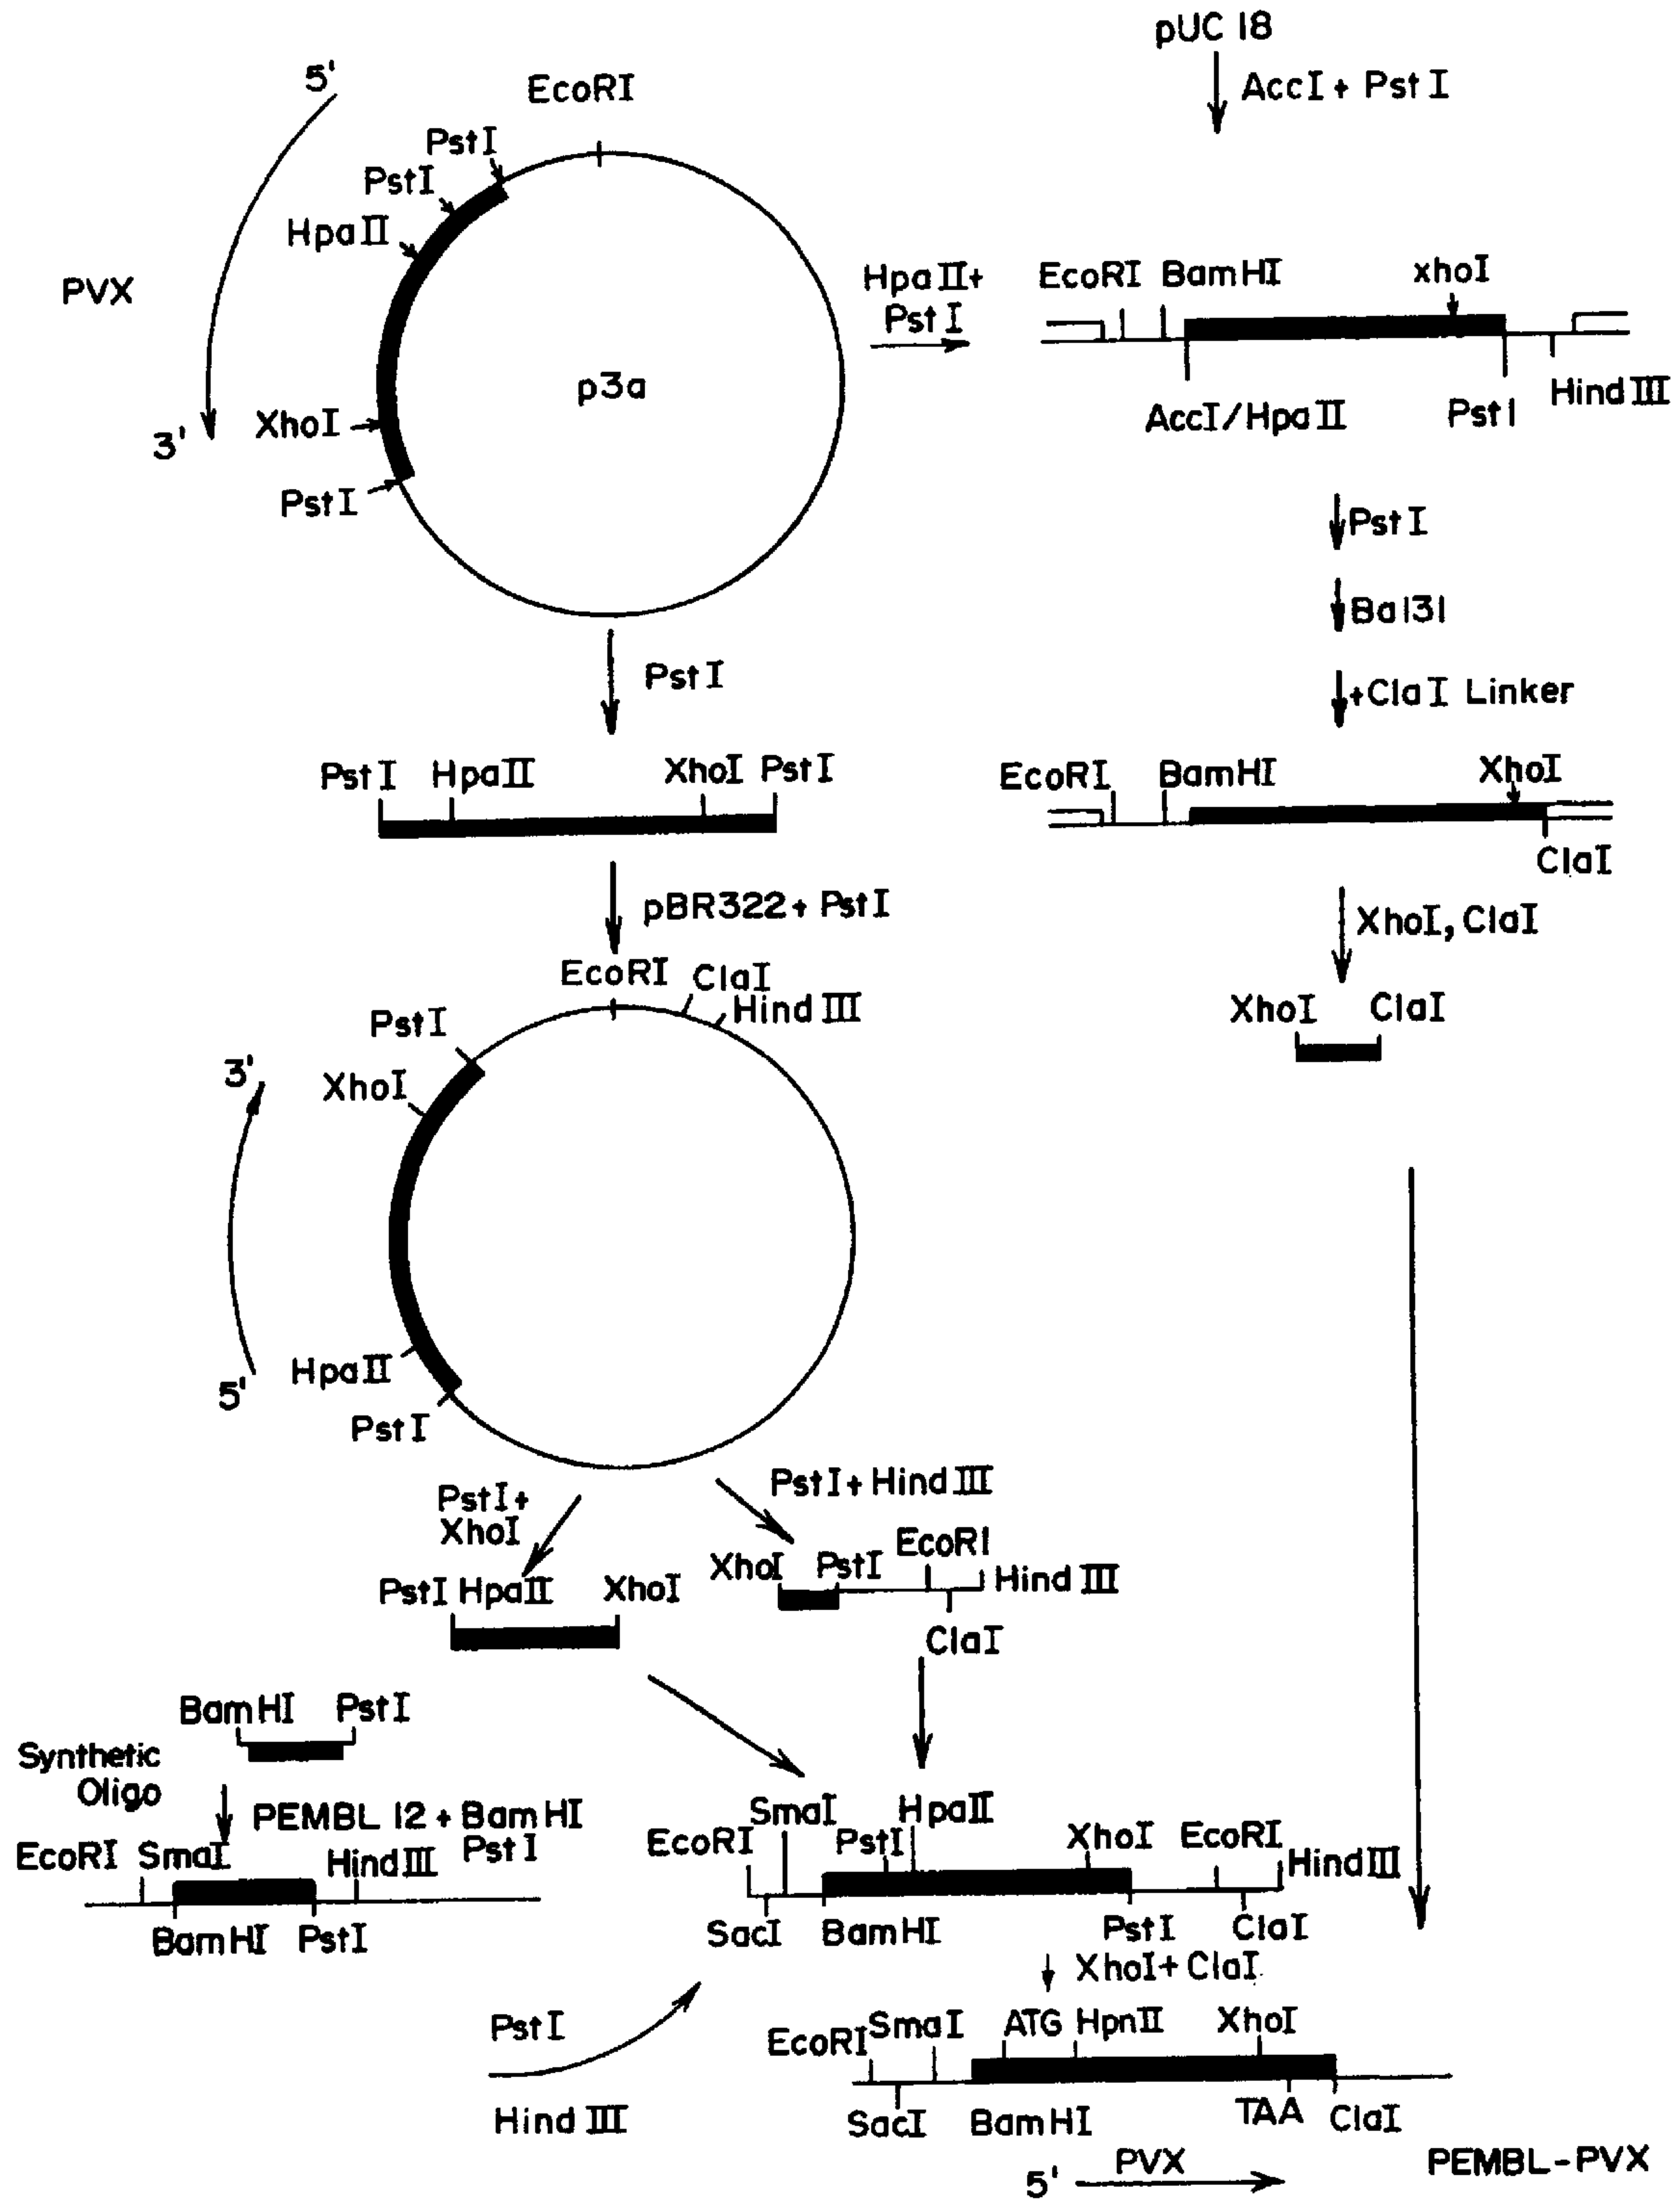 pUC 18
AccI + PstI
5'
EcoRI
PstI
PstI
HpaII
PVX
p3a
3'
XhoI
PstI
HpaII+
PstI
EcoRI BamHI xhoI
AccI/HpaII PstI HindIII
PstI
Bal31
+ClaI Linker
PstI
PstI HpaII XhoI PstI
EcoRI BamHI XhoI
ClaI
pBR322+ PstI
XhoI, ClaI
EcoRI ClaI
HindIII
PstI
XhoI
3'
XhoI ClaI
HpaII
5'
PstI
PstI+
XhoI
PstI+HindIII
PstI HpaII XhoI
XhoI PstI EcoRI HindIII
ClaI
BamHI PstI
Synthetic
Oligo
PEMBL 12 + BamHI
PstI
EcoRI SmaI HindIII
BamHI PstI
EcoRI SmaI PstI HpaII XhoI EcoRI HindIII
SacI BamHI PstI ClaI
XhoI+ClaI
PstI
HindIII
EcoRI SmaI ATG HpnII XhoI
SacI BamHI TAA ClaI
5' PVX
PEMBL-PVX